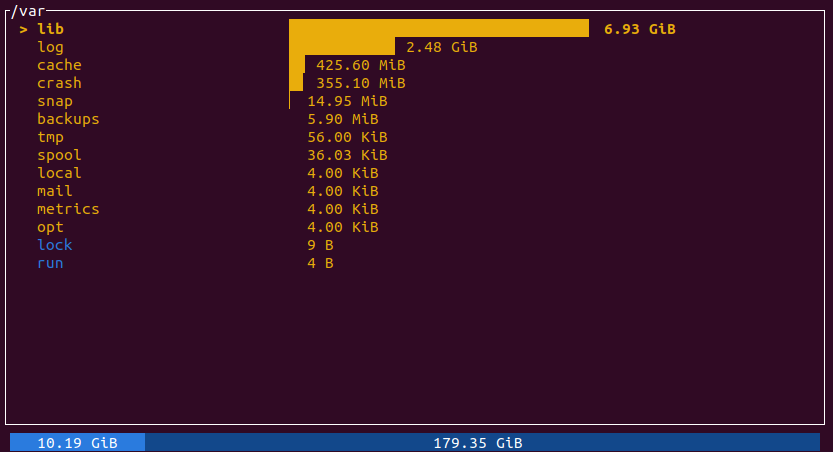 /var
> lib 6.93 GiB
log 2.48 GiB
cache 425.60 MiB
crash 355.10 MiB
snap 14.95 MiB
backups 5.90 MiB
tmp 56.00 KiB
spool 36.03 KiB
local 4.00 KiB
mail 4.00 KiB
metrics 4.00 KiB
opt 4.00 KiB
lock 9 B
run 4 B
10.19 GiB 179.35 GiB